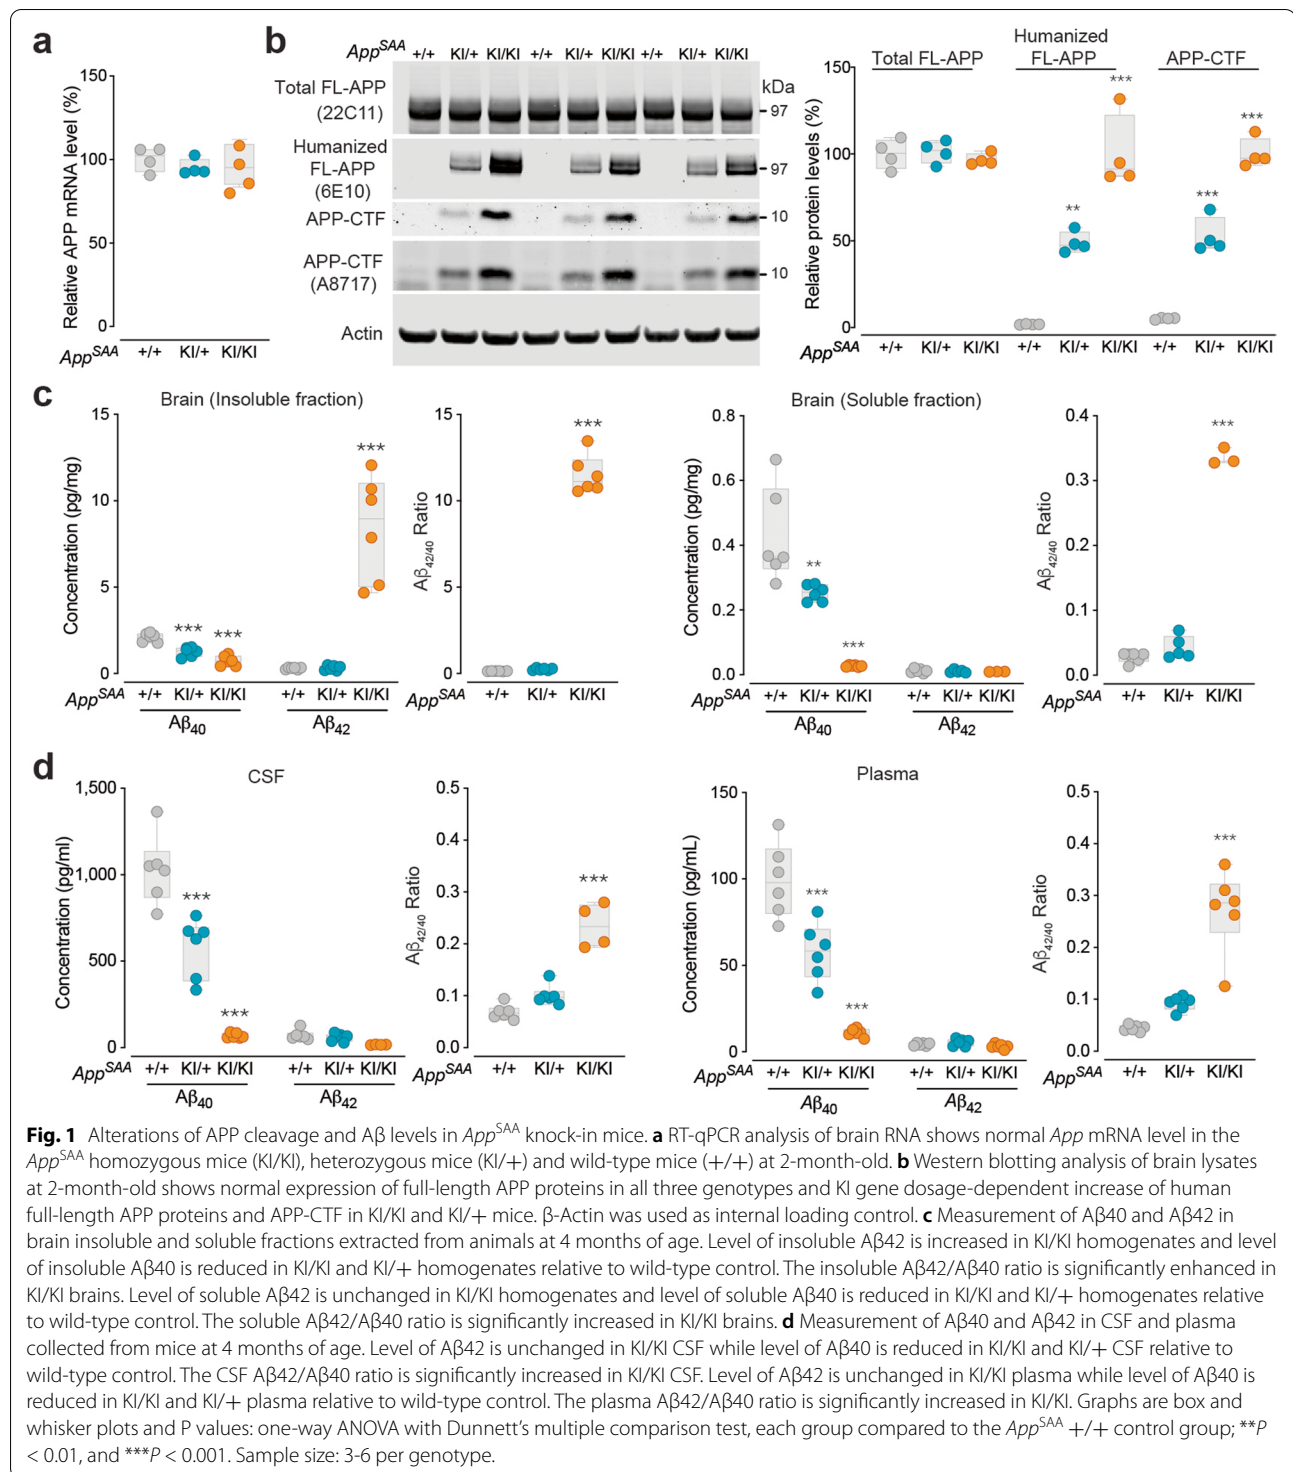 a
Relative APP mRNA level (%)
150
100
50
0
App^SAA +/+ KI/+ KI/KI
b
App^SAA +/+ KI/+ KI/KI +/+ KI/+ KI/KI +/+ KI/+ KI/KI
Total FL-APP
(22C11)
kDa
97
Humanized
FL-APP
(6E10)
97
APP-CTF
10
APP-CTF
(A8717)
10
Actin
Total FL-APP
Humanized
FL-APP
APP-CTF
Relative protein levels (%)
150
100
50
0
** *** *** ***
App^SAA +/+ KI/+ KI/KI +/+ KI/+ KI/KI +/+ KI/+ KI/KI
c
Brain (Insoluble fraction)
Concentration (pg/mg)
15
10
5
0
*** *** ***
App^SAA +/+ KI/+ KI/KI +/+ KI/+ KI/KI
Aβ40 Aβ42
Aβ42/40 Ratio
15
10
5
0
***
App^SAA +/+ KI/+ KI/KI
Brain (Soluble fraction)
Concentration (pg/mg)
0.8
0.6
0.4
0.2
0.0
** ***
App^SAA +/+ KI/+ KI/KI +/+ KI/+ KI/KI
Aβ40 Aβ42
Aβ42/40 Ratio
0.4
0.3
0.2
0.1
0.0
***
App^SAA +/+ KI/+ KI/KI
d
CSF
Concentration (pg/ml)
1,500
1,000
500
0
*** ***
App^SAA +/+ KI/+ KI/KI +/+ KI/+ KI/KI
Aβ40 Aβ42
Aβ42/40 Ratio
0.5
0.4
0.3
0.2
0.1
0.0
***
App^SAA +/+ KI/+ KI/KI
Plasma
Concentration (pg/mL)
150
100
50
0
*** ***
App^SAA +/+ KI/+ KI/KI +/+ KI/+ KI/KI
Aβ40 Aβ42
Aβ42/40 Ratio
0.5
0.4
0.3
0.2
0.1
0.0
***
App^SAA +/+ KI/+ KI/KI
Fig. 1 Alterations of APP cleavage and Aβ levels in App^SAA knock-in mice. a RT-qPCR analysis of brain RNA shows normal App mRNA level in the
App^SAA homozygous mice (KI/KI), heterozygous mice (KI/+) and wild-type mice (+/+) at 2-month-old. b Western blotting analysis of brain lysates
at 2-month-old shows normal expression of full-length APP proteins in all three genotypes and KI gene dosage-dependent increase of human
full-length APP proteins and APP-CTF in KI/KI and KI/+ mice. β-Actin was used as internal loading control. c Measurement of Aβ40 and Aβ42 in
brain insoluble and soluble fractions extracted from animals at 4 months of age. Level of insoluble Aβ42 is increased in KI/KI homogenates and level
of insoluble Aβ40 is reduced in KI/KI and KI/+ homogenates relative to wild-type control. The insoluble Aβ42/Aβ40 ratio is significantly enhanced in
KI/KI brains. Level of soluble Aβ42 is unchanged in KI/KI homogenates and level of soluble Aβ40 is reduced in KI/KI and KI/+ homogenates relative
to wild-type control. The soluble Aβ42/Aβ40 ratio is significantly increased in KI/KI brains. d Measurement of Aβ40 and Aβ42 in CSF and plasma
collected from mice at 4 months of age. Level of Aβ42 is unchanged in KI/KI CSF while level of Aβ40 is reduced in KI/KI and KI/+ CSF relative to
wild-type control. The CSF Aβ42/Aβ40 ratio is significantly increased in KI/KI CSF. Level of Aβ42 is unchanged in KI/KI plasma while level of Aβ40 is
reduced in KI/KI and KI/+ plasma relative to wild-type control. The plasma Aβ42/Aβ40 ratio is significantly increased in KI/KI. Graphs are box and
whisker plots and P values: one-way ANOVA with Dunnett's multiple comparison test, each group compared to the App^SAA +/+ control group; **P
< 0.01, and ***P < 0.001. Sample size: 3-6 per genotype.